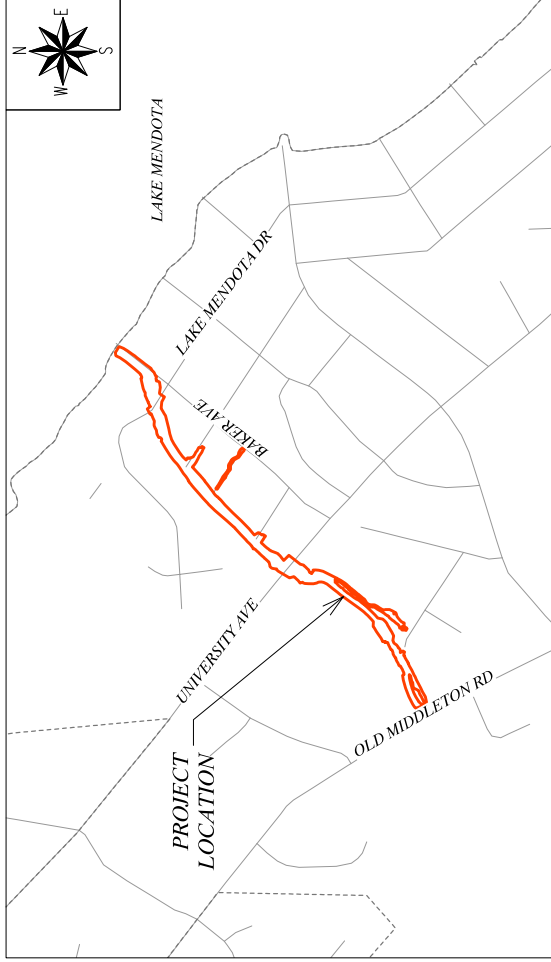 N
E
W
S
LAKE MENDOTA
LAKE MENDOTA DR
BAKER AVE
UNIVERSITY AVE
PROJECT
LOCATION
OLD MIDDLETON RD